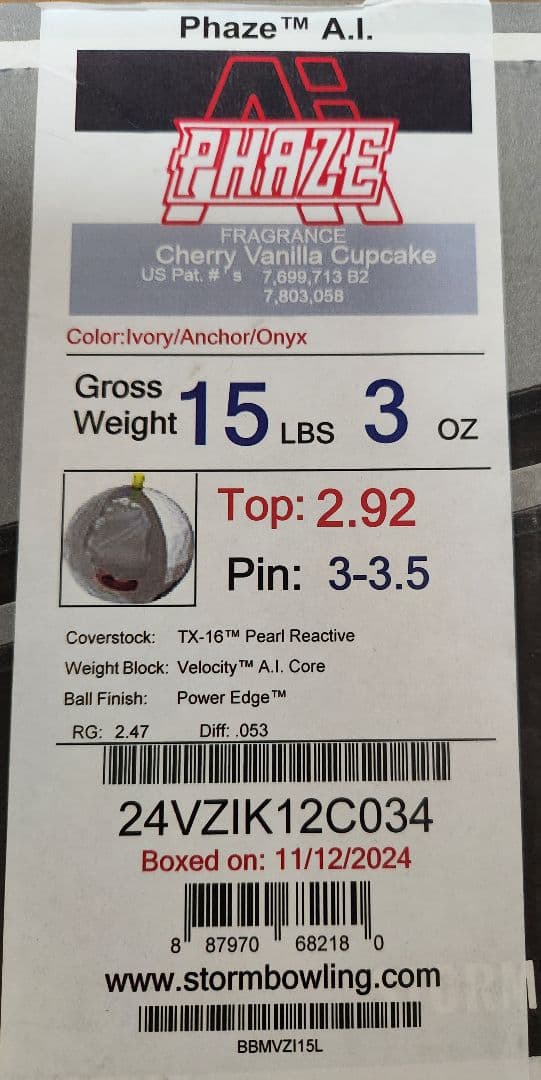 Phaze™ A.I.
A.I.
PHAZE
FRAGRANCE
Cherry Vanilla Cupcake
US Pat. #'s 7,699,713 B2
7,803,058
Color:Ivory/Anchor/Onyx
Gross Weight 15 LBS 3 OZ
Top: 2.92
Pin: 3-3.5
Coverstock: TX-16™ Pearl Reactive
Weight Block: Velocity™ A.I. Core
Ball Finish: Power Edge™
RG: 2.47 Diff: .053
24VZIK12C034
Boxed on: 11/12/2024
8 87970 68218 0
www.stormbowling.com
BBMVZI15L